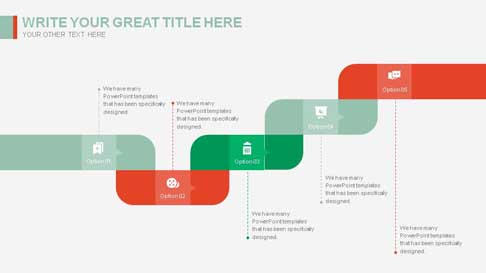 WRITE YOUR GREAT TITLE HERE
YOUR OTHER TEXT HERE
Option 05
We have many
PowerPoint templates
that has been specifically
designed.
We have many
PowerPoint templates
that has been specifically
designed.
Option 04
Option 01
Option 03
Option 02
We have many
PowerPoint templates
that has been specifically
designed.
We have many
PowerPoint templates
that has been specifically
designed.
We have many
PowerPoint templates
that has been specifically
designed.